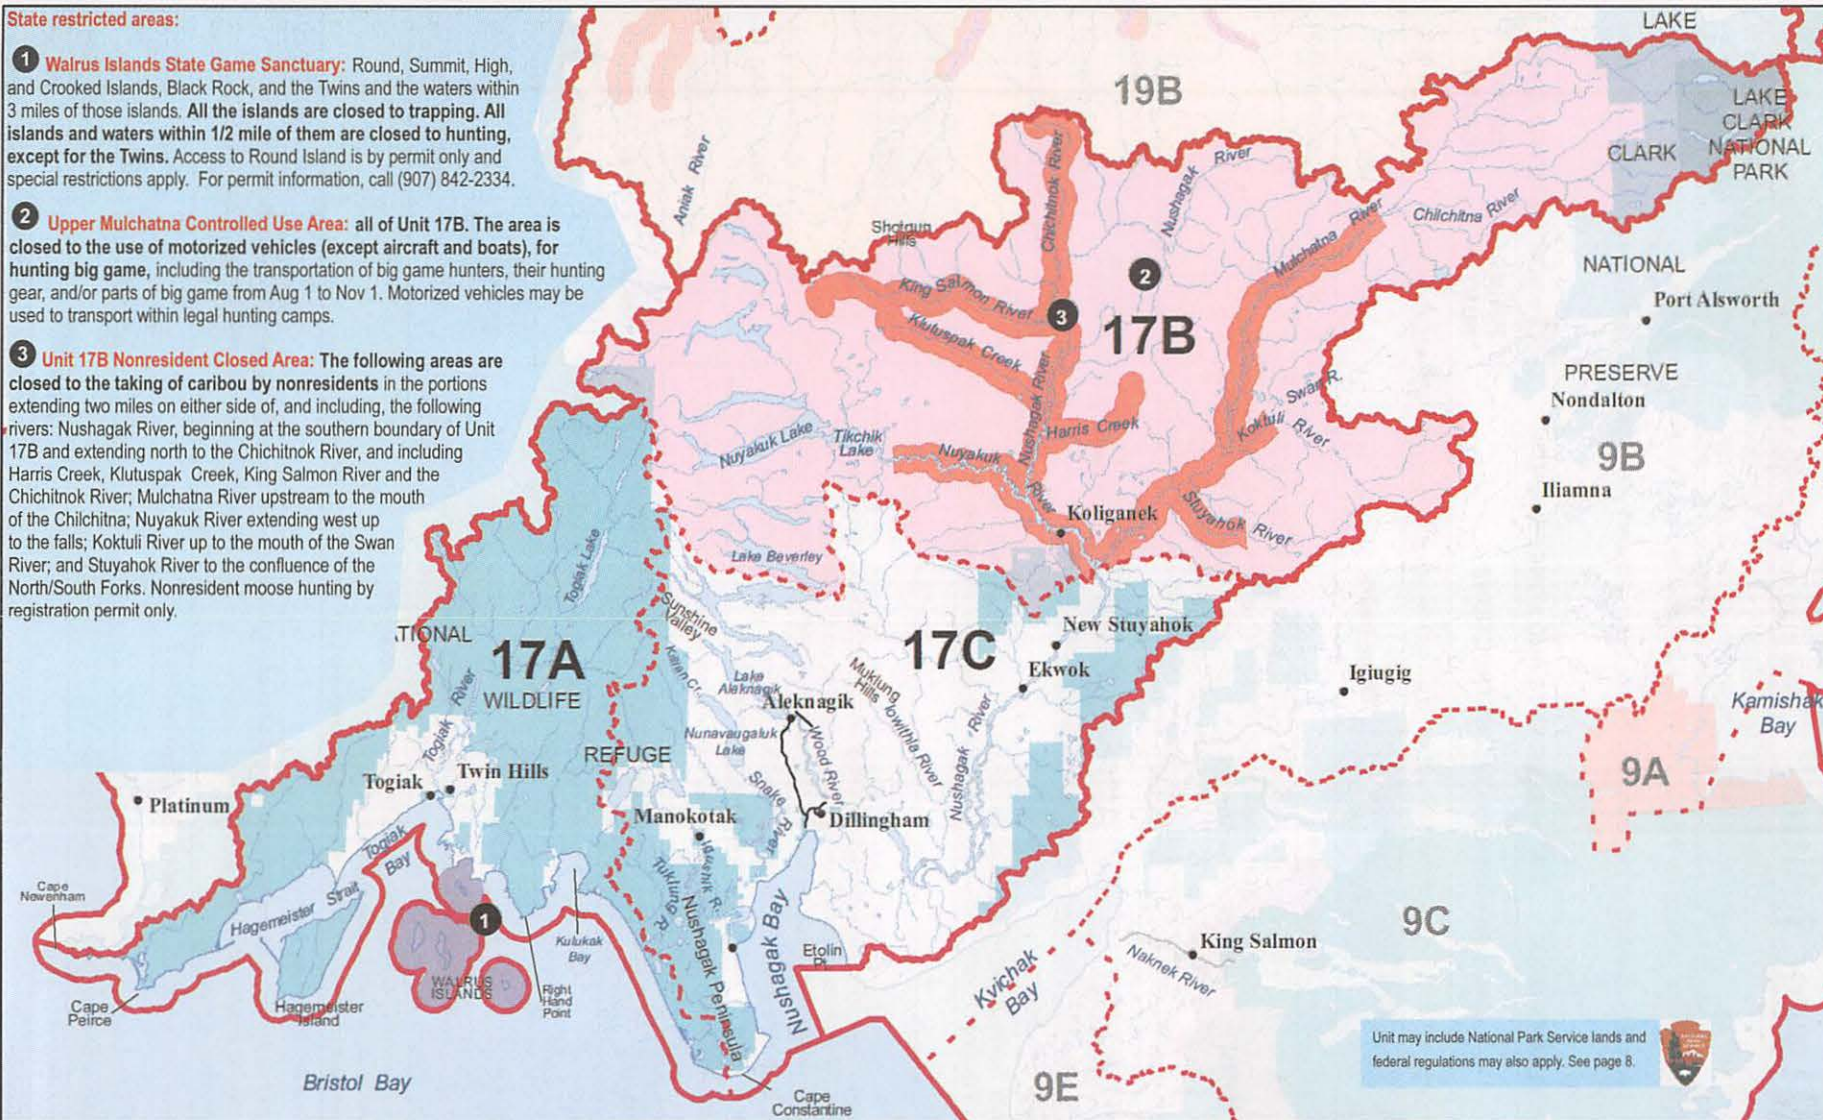 State restricted areas:
1 Walrus Islands State Game Sanctuary: Round, Summit, High,
and Crooked Islands, Black Rock, and the Twins and the waters within
3 miles of those islands. All the islands are closed to trapping. All
islands and waters within 1/2 mile of them are closed to hunting,
except for the Twins. Access to Round Island is by permit only and
special restrictions apply. For permit information, call (907) 842-2334.
2 Upper Mulchatna Controlled Use Area: all of Unit 17B. The area is
closed to the use of motorized vehicles (except aircraft and boats), for
hunting big game, including the transportation of big game hunters, their hunting
gear, and/or parts of big game from Aug 1 to Nov 1. Motorized vehicles may be
used to transport within legal hunting camps.
3 Unit 17B Nonresident Closed Area: The following areas are
closed to the taking of caribou by nonresidents in the portions
extending two miles on either side of, and including, the following
rivers: Nushagak River, beginning at the southern boundary of Unit
17B and extending north to the Chichitnok River, and including
Harris Creek, Klutuspak Creek, King Salmon River and the
Chichitnok River; Mulchatna River upstream to the mouth
of the Chilchitna; Nuyakuk River extending west up
to the falls; Koktuli River up to the mouth of the Swan
River; and Stuyahok River to the confluence of the
North/South Forks. Nonresident moose hunting by
registration permit only.
LAKE
19B
LAKE
CLARK
NATIONAL
PARK
CLARK
Aniak River
Chichitnok River
Nushagak River
Chilchitna River
Shotgun
Hills
Mulchatna River
NATIONAL
Port Alsworth
King Salmon River
2
3
17B
Klutuspak Creek
PRESERVE
Nondalton
Swan R.
Nushagak River
Harris Creek
Koktuli River
Nuyakuk Lake
Tikchik
Lake
Nuyakuk River
9B
Iliamna
Koliganek
Stuyahok River
Lake Beverley
Togiak Lake
Sunshine
Valley
TIONAL
17A
WILDLIFE
REFUGE
17C
New Stuyahok
Ekwok
Igiugig
Killian Cr.
Lake
Aleknagik
Aleknagik
Muklung
Hills
Iowithla River
Nushagak River
Nunavaugaluk
Lake
Wood River
Snake River
Togiak River
Togiak
Twin Hills
Platinum
Manokotak
Dillingham
Kamishak
Bay
9A
Togiak
Bay
Cape
Newenham
Hagemeister Strait
1
Kulukak
Bay
Tuklung R.
Nushagak Peninsula
Nushagak Bay
Etolin
Pt.
WALRUS
ISLANDS
Right
Hand
Point
Cape
Peirce
Hagemeister
Island
Kvichak
Bay
9C
King Salmon
Naknek River
Bristol Bay
Cape
Constantine
9E
Unit may include National Park Service lands and
federal regulations may also apply. See page 8.